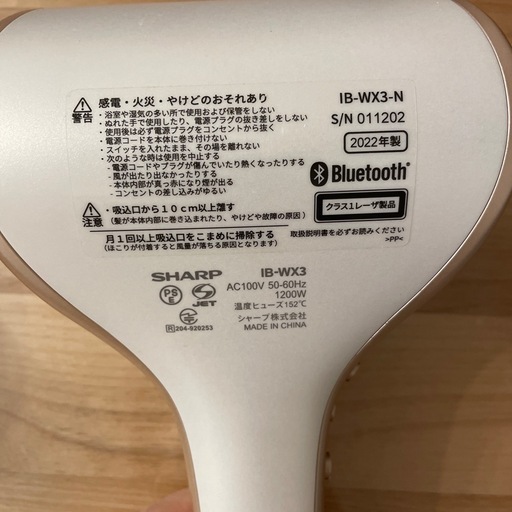 警告
感電・火災・やけどのおそれあり
・浴室や湿気の多い所で使用および保管をしない
・ぬれた手で使用したり、電源プラグの抜き差しをしない
・使用後は必ず電源プラグをコンセントから抜く
・電源コードを本体に巻き付けない
・スイッチを入れたまま、その場を離れない
・次のような時は使用を中止する
-電源コードやプラグが傷んでいたり熱くなったりする
-風が出たり出なかったりする
-本体内部が真っ赤になり煙が出る
-コンセントの差し込みがゆるい
注意
・吸込口から10cm以上離す
(髪が本体内部に巻き込まれたり、やけどや故障の原因)
月1回以上吸込口をこまめに掃除する
(ほこりが付着すると風量が落ちる原因となります)
IB-WX3-N
S/N 011202
2022年製
Bluetooth®
クラス1レーザ製品
取扱説明書を必ずお読みください
>PP<
SHARP
IB-WX3
PS
E
JET
AC100V 50-60Hz
1200W
温度ヒューズ152℃
シャープ株式会社
MADE IN CHINA
R 204-920253